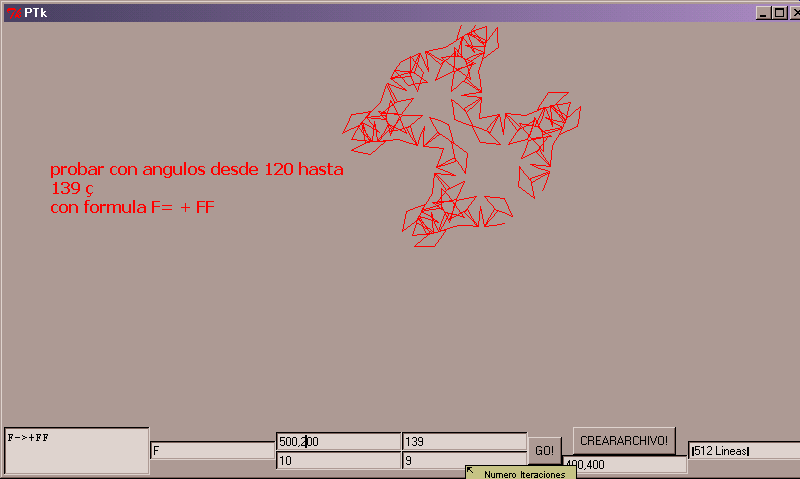 PTk
probar con angulos desde 120 hasta
139 ç
con formula F= + FF
F->+FF
F
500,200
139
10
9
GO!
CREARARCHIVO!
400,400
512 Lineas
Numero Iteraciones